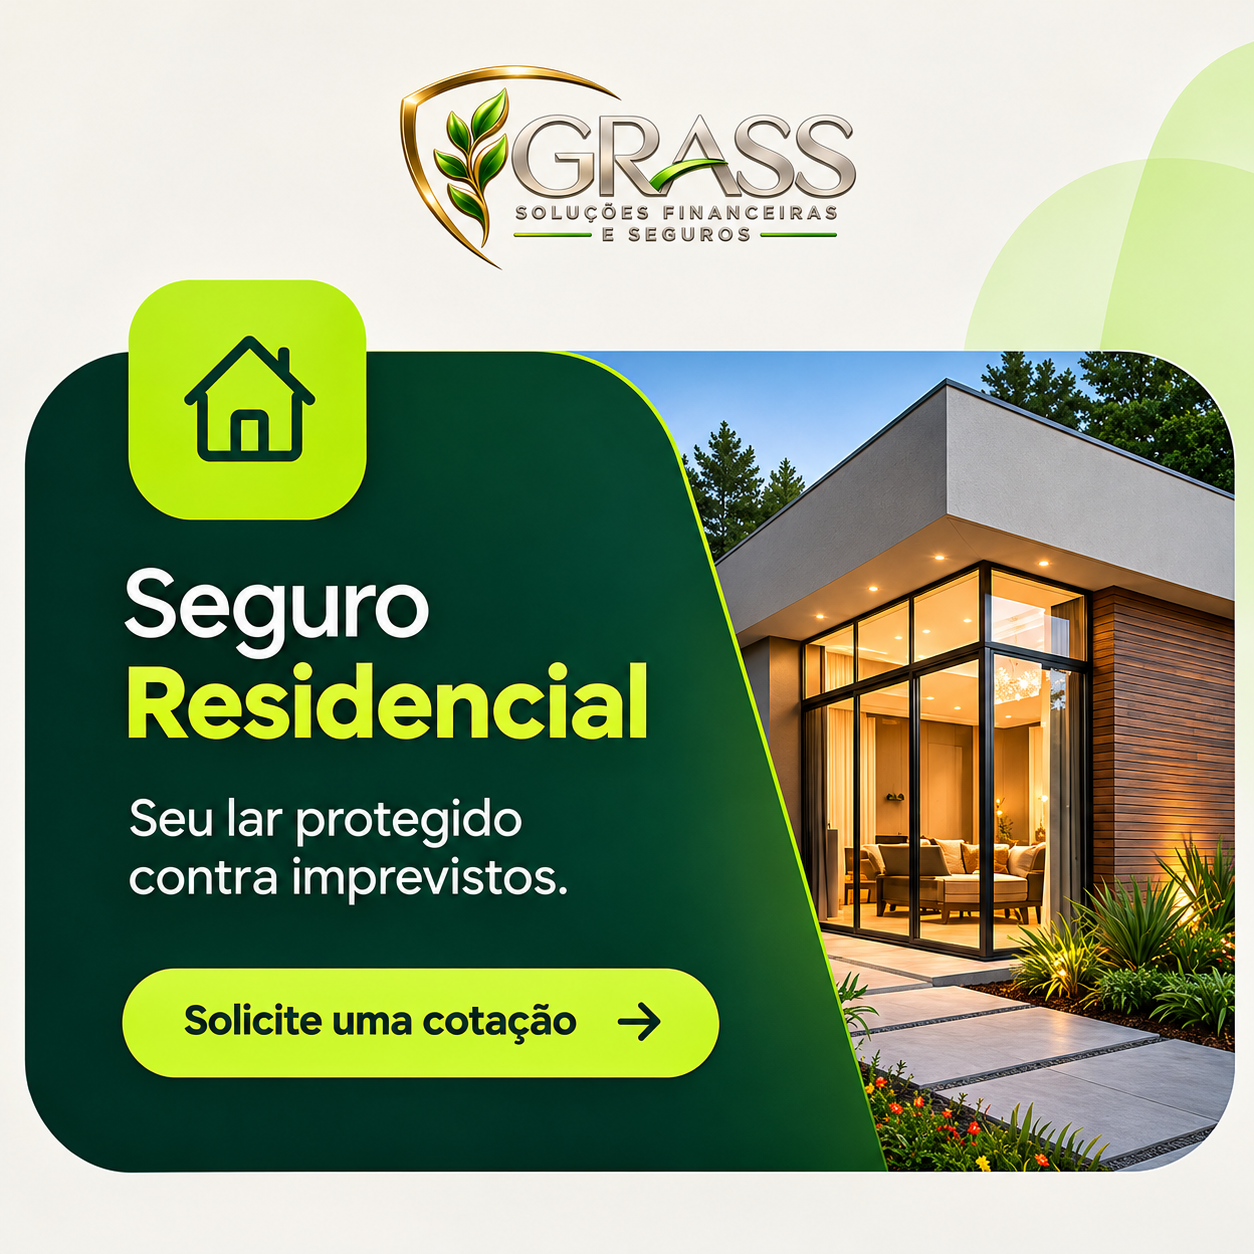 GRASS
SOLUÇÕES FINANCEIRAS
E SEGUROS
Seguro
Residencial
Seu lar protegido
contra imprevistos.
Solicite uma cotação